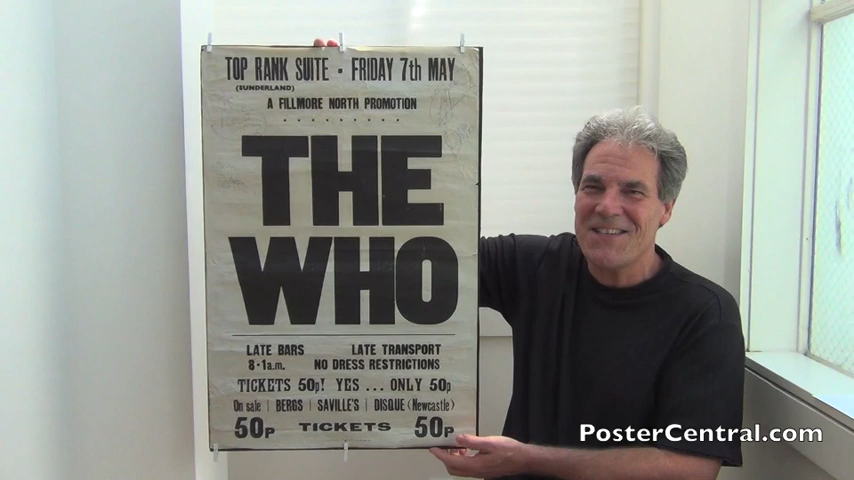 TOP RANK SUITE • FRIDAY 7th MAY
(SUNDERLAND)
A FILLMORE NORTH PROMOTION
THE
WHO
LATE BARS LATE TRANSPORT
8-1a.m. NO DRESS RESTRICTIONS
TICKETS 50p! YES ... ONLY 50p
On sale | BERGS | SAVILLE'S | DISQUE (Newcastle)
50P TICKETS 50P
PosterCentral.com